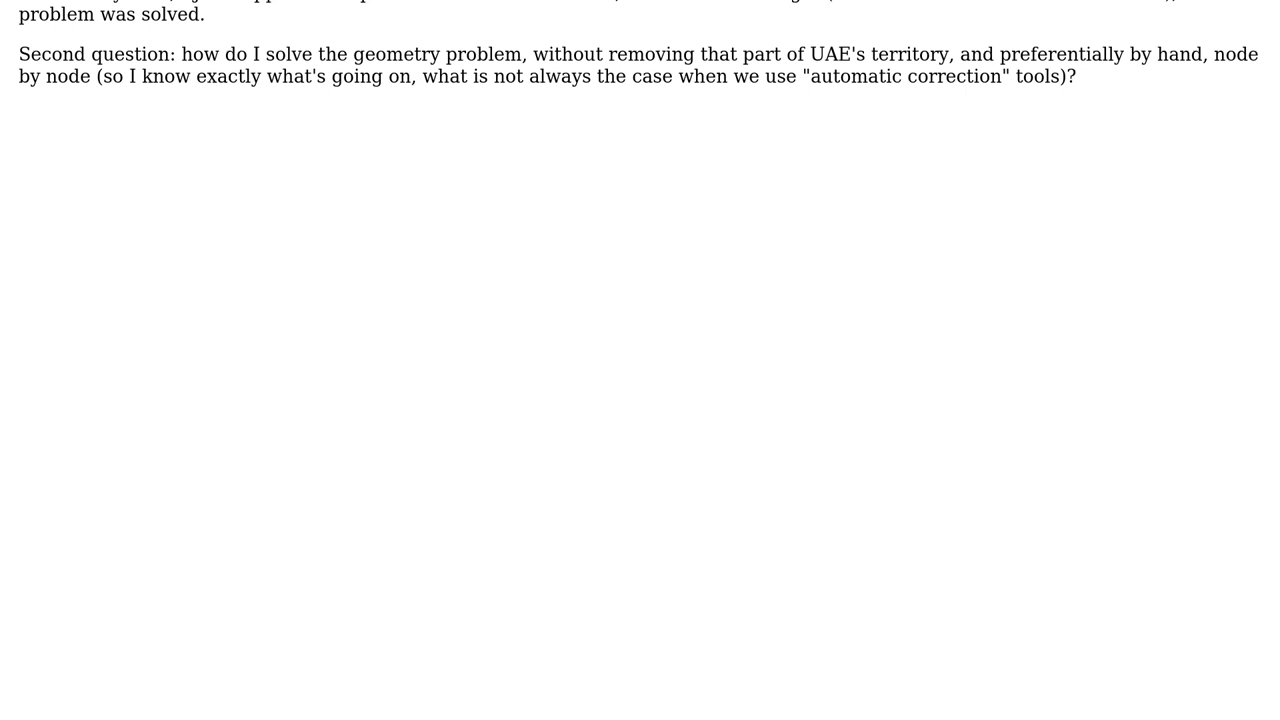 problem was solved.
Second question: how do I solve the geometry problem, without removing that part of UAE's territory, and preferentially by hand, node
by node (so I know exactly what's going on, what is not always the case when we use "automatic correction" tools)?